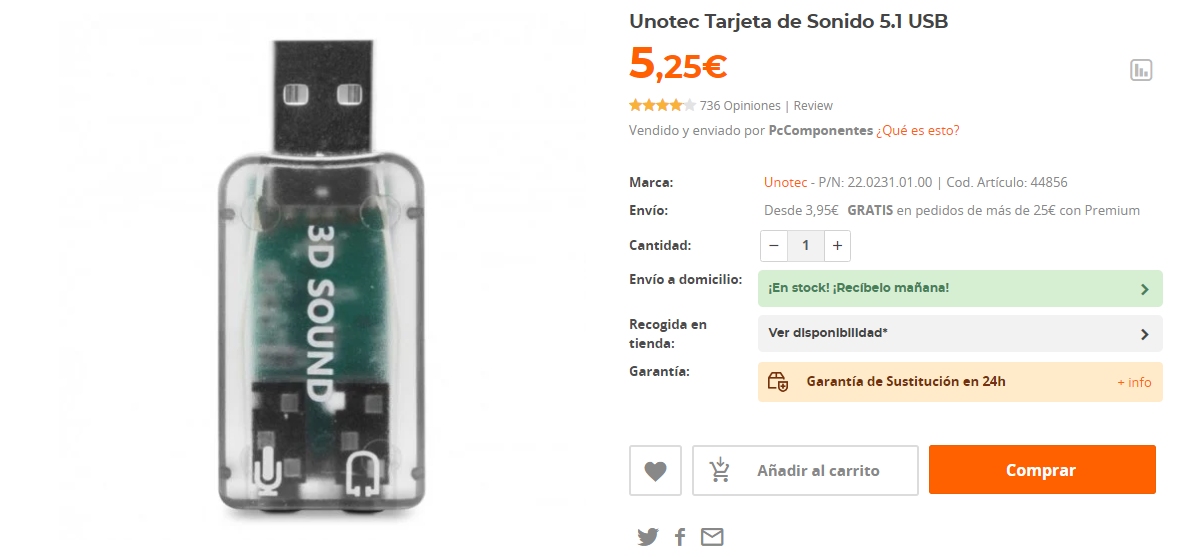 Unotec Tarjeta de Sonido 5.1 USB
5,25€
736 Opiniones | Review
Vendido y enviado por PcComponentes ¿Qué es esto?
Marca: Unotec - P/N: 22.0231.01.00 | Cod. Artículo: 44856
Envío: Desde 3,95€ GRATIS en pedidos de más de 25€ con Premium
Cantidad: − 1 +
Envío a domicilio: ¡En stock! ¡Recíbelo mañana!
Recogida en tienda: Ver disponibilidad*
Garantía: Garantía de Sustitución en 24h + info
Añadir al carrito
Comprar
3D SOUND